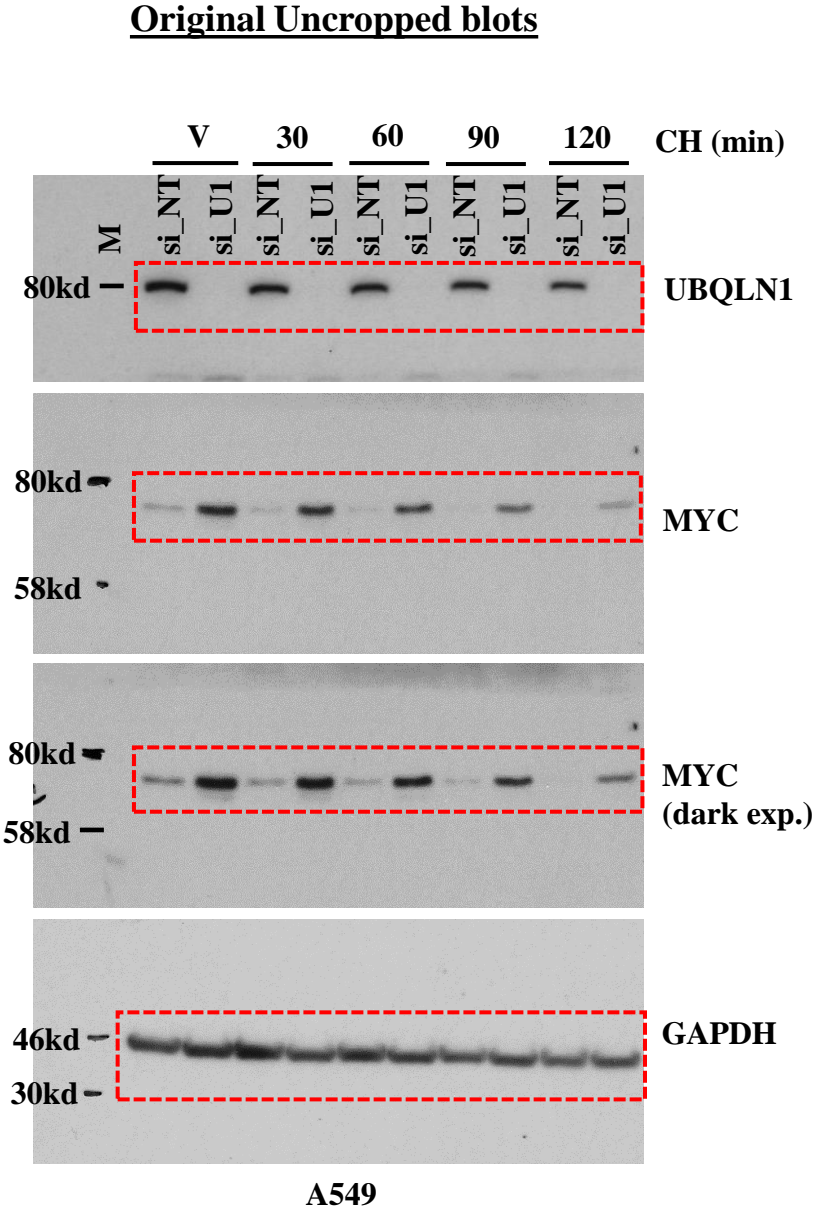 Original Uncropped blots
V 30 60 90 120 CH (min)
M si_NT si_U1 si_NT si_U1 si_NT si_U1 si_NT si_U1 si_NT si_U1
80kd UBQLN1
80kd
MYC
58kd
80kd
MYC
(dark exp.)
58kd
46kd GAPDH
30kd
A549